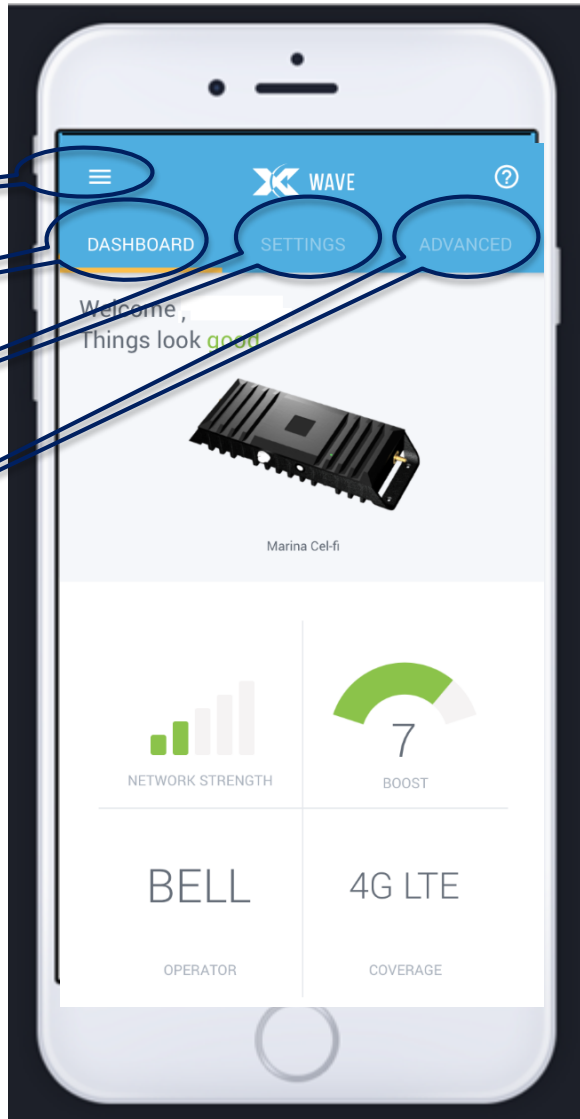 WAVE
DASHBOARD SETTINGS ADVANCED
Welcome ,
Things look good
Marina Cel-fi
7
NETWORK STRENGTH BOOST
BELL 4G LTE
OPERATOR COVERAGE